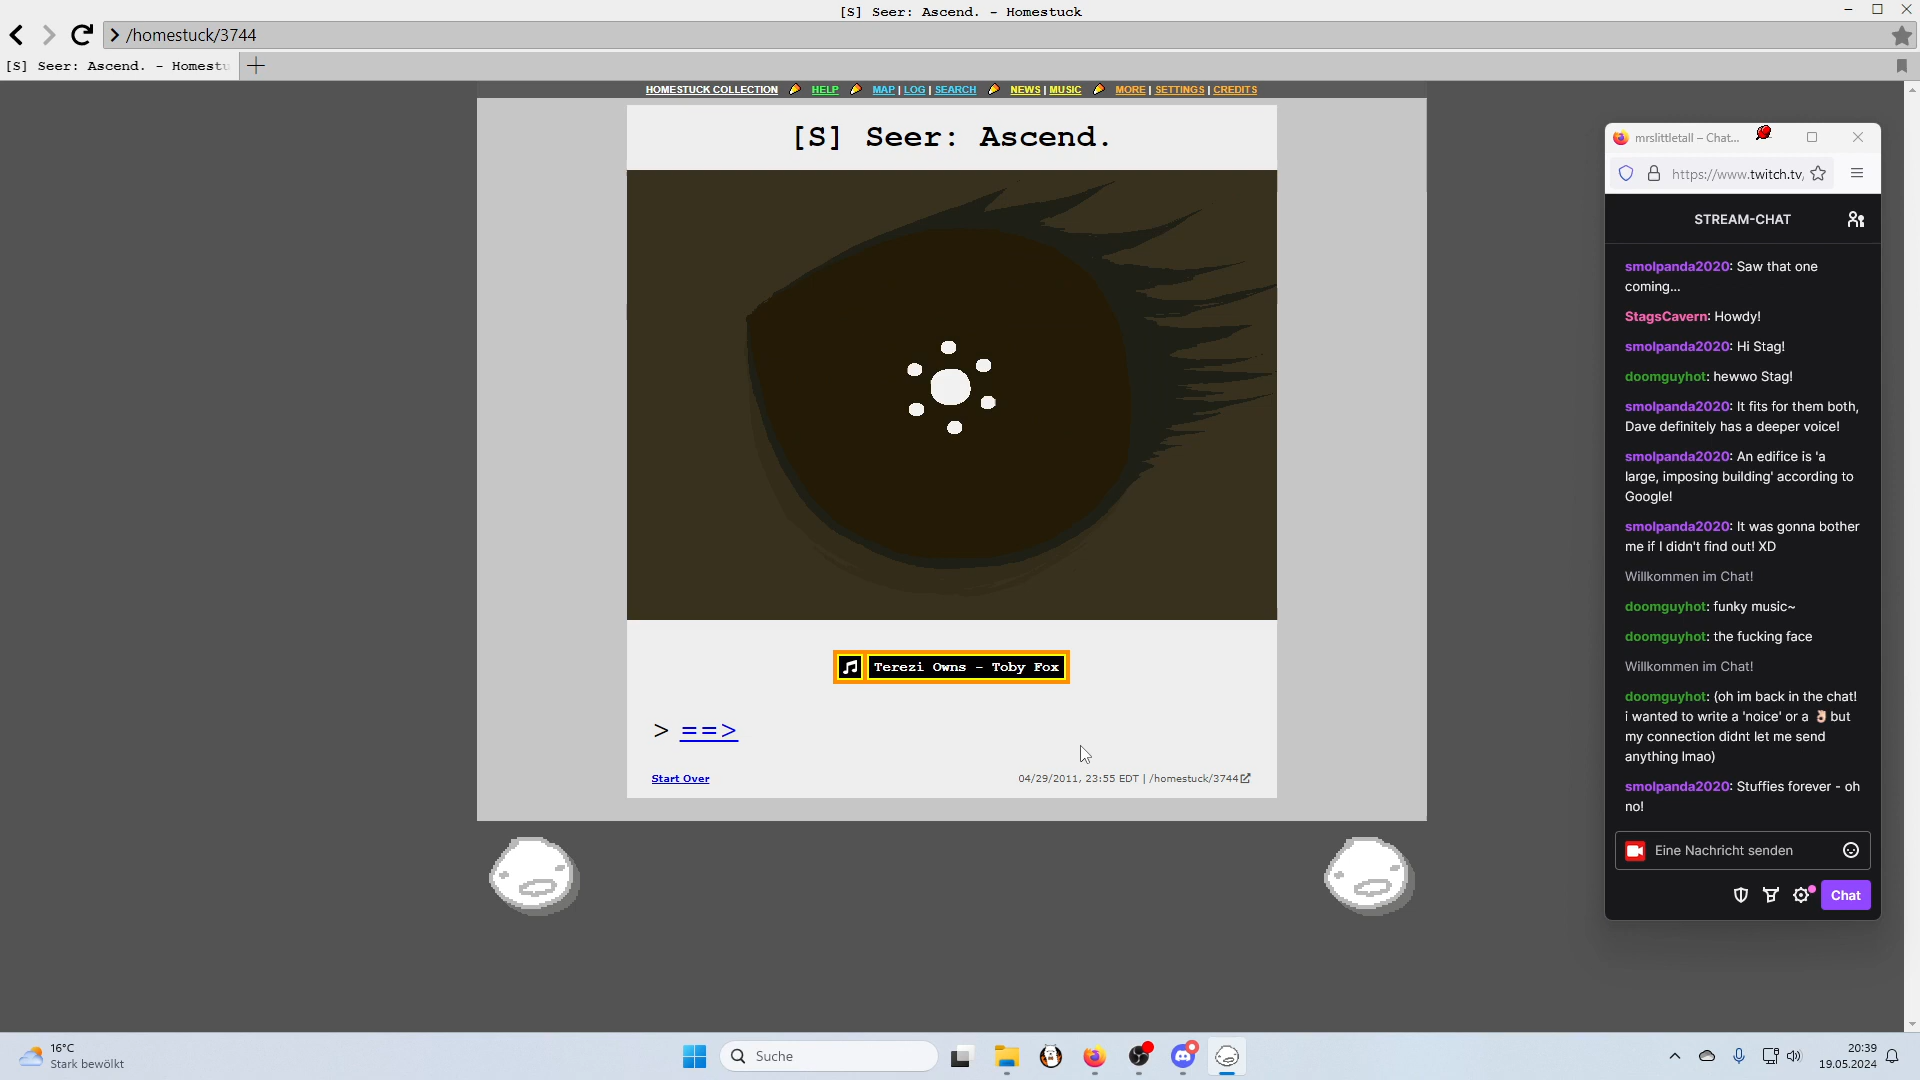 [S] Seer: Ascend. - Homestuck
/homestuck/3744
[S] Seer: Ascend. - Homestu
HOMESTUCK COLLECTION HELP MAP | LOG | SEARCH NEWS | MUSIC MORE | SETTINGS | CREDITS
[S] Seer: Ascend.
Terezi Owns - Toby Fox
> ==>
Start Over
04/29/2011, 23:55 EDT | /homestuck/3744
mrslittletall – Chat...
https://www.twitch.tv/
STREAM-CHAT
smolpanda2020: Saw that one
coming...
StagsCavern: Howdy!
smolpanda2020: Hi Stag!
doomguyhot: hewwo Stag!
smolpanda2020: It fits for them both,
Dave definitely has a deeper voice!
smolpanda2020: An edifice is 'a
large, imposing building' according to
Google!
smolpanda2020: It was gonna bother
me if I didn't find out! XD
Willkommen im Chat!
doomguyhot: funky music~
doomguyhot: the fucking face
Willkommen im Chat!
doomguyhot: (oh im back in the chat!
i wanted to write a 'noice' or a 👌🏻 but
my connection didnt let me send
anything lmao)
smolpanda2020: Stuffies forever - oh
no!
Eine Nachricht senden
Chat
16°C
Stark bewölkt
Suche
20:39
19.05.2024